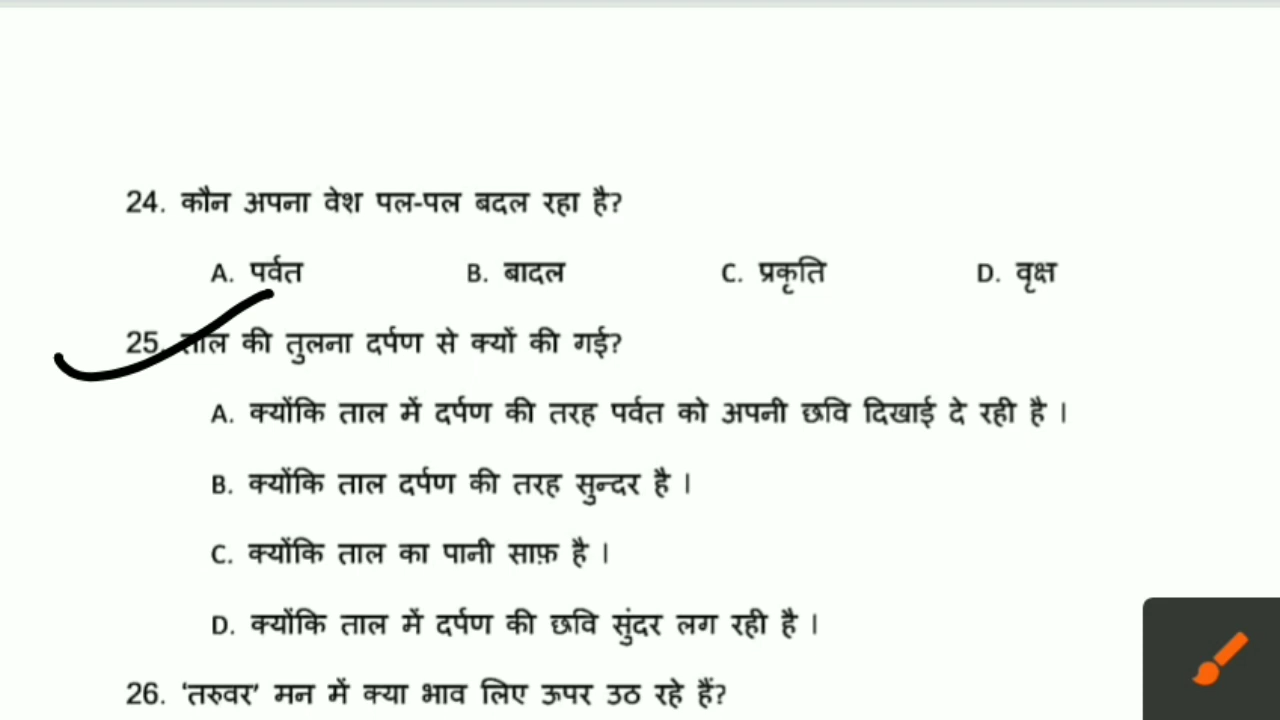 24. कौन अपना वेश पल-पल बदल रहा है?
A. पर्वत B. बादल C. प्रकृति D. वृक्ष
25. ताल की तुलना दर्पण से क्यों की गई?
A. क्योंकि ताल में दर्पण की तरह पर्वत को अपनी छवि दिखाई दे रही है ।
B. क्योंकि ताल दर्पण की तरह सुन्दर है ।
C. क्योंकि ताल का पानी साफ़ है ।
D. क्योंकि ताल में दर्पण की छवि सुंदर लग रही है ।
26. 'तरुवर' मन में क्या भाव लिए ऊपर उठ रहे हैं?